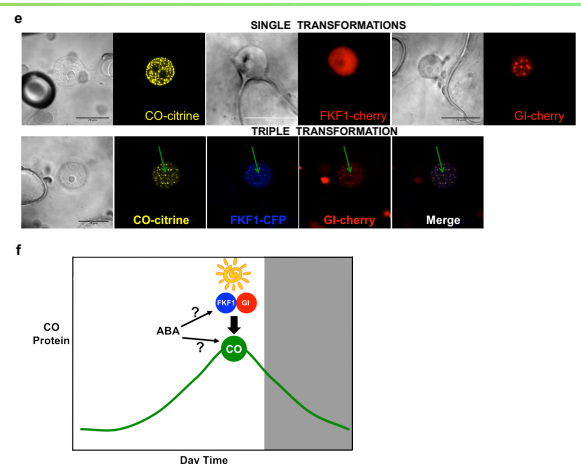 e
SINGLE TRANSFORMATIONS
CO-citrine
FKF1-cherry
GI-cherry
TRIPLE TRANSFORMATION
CO-citrine
FKF1-CFP
GI-cherry
Merge
f
CO
Protein
FKF1
GI
?
ABA
?
CO
Day Time